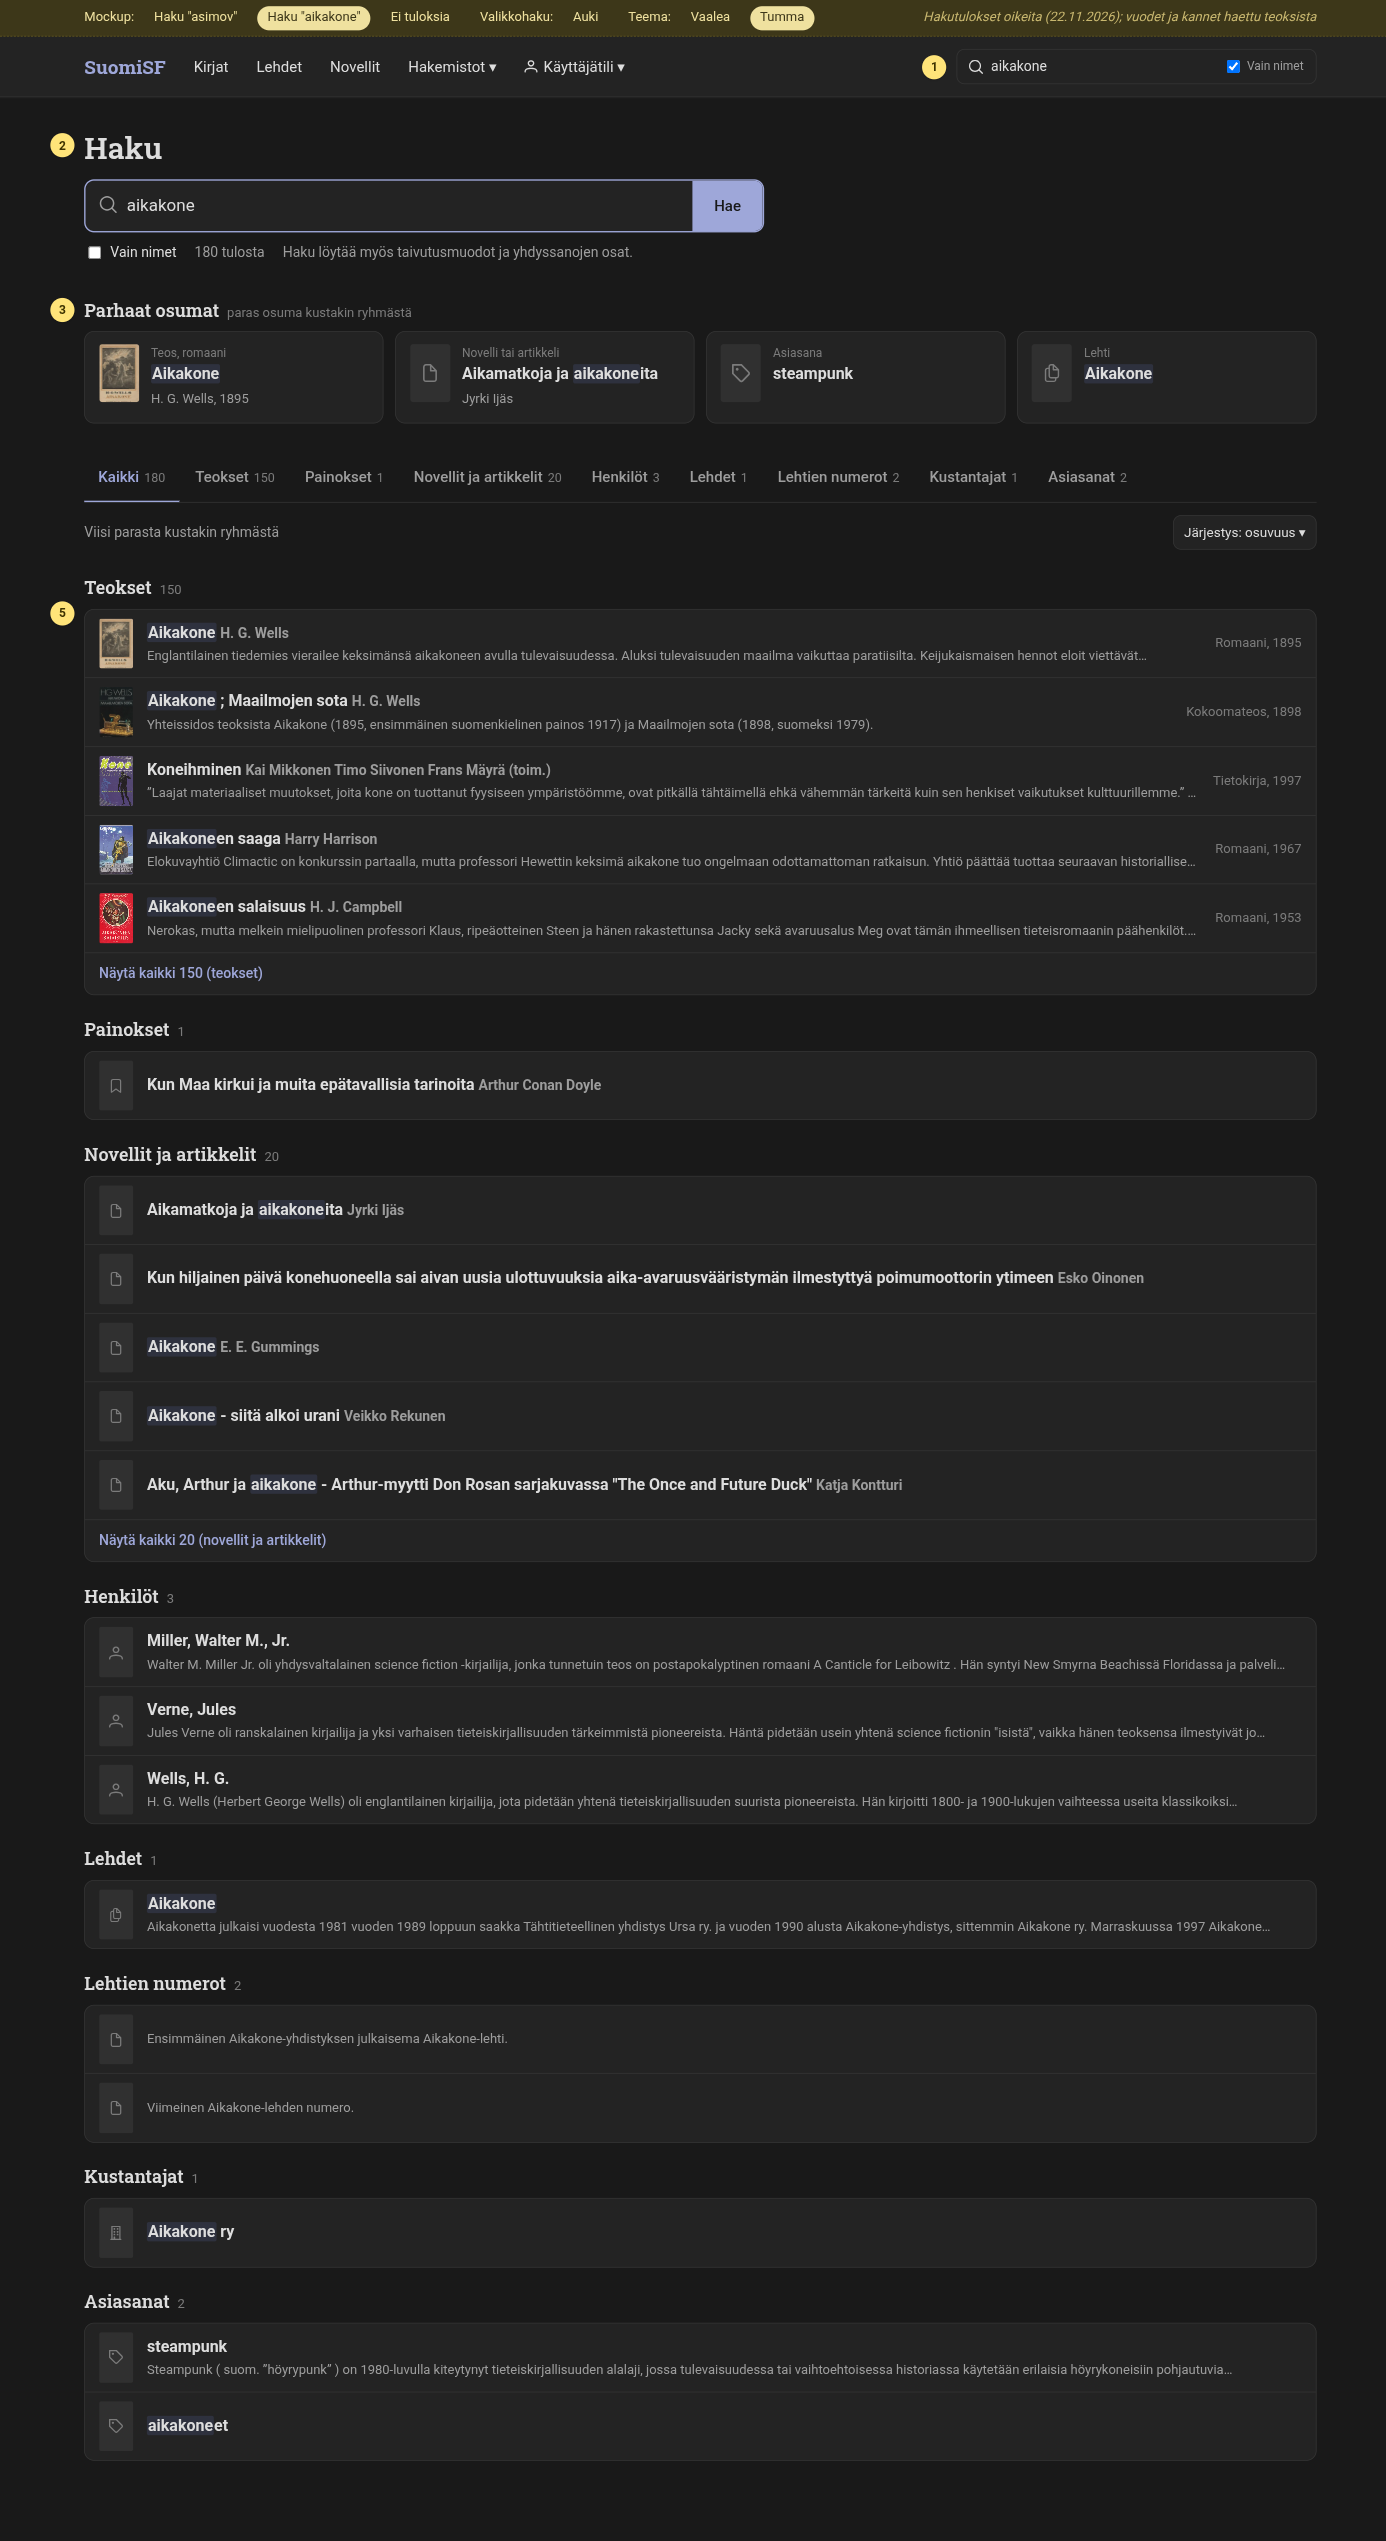 Mockup: Haku "asimov" Haku "aikakone" Ei tuloksia Valikkohaku: Auki Teema: Vaalea Tumma Hakutulokset oikeita (22.11.2026); vuodet ja kannet haettu teoksista
SuomiSF Kirjat Lehdet Novellit Hakemistot ▾ Käyttäjätili ▾ 1 aikakone Vain nimet
2 Haku
aikakone Hae
Vain nimet 180 tulosta Haku löytää myös taivutusmuodot ja yhdyssanojen osat.
3 Parhaat osumat paras osuma kustakin ryhmästä
Teos, romaani
Aikakone
H. G. Wells, 1895
Novelli tai artikkeli
Aikamatkoja ja aikakoneita
Jyrki Ijäs
Asiasana
steampunk
Lehti
Aikakone
Kaikki 180 Teokset 150 Painokset 1 Novellit ja artikkelit 20 Henkilöt 3 Lehdet 1 Lehtien numerot 2 Kustantajat 1 Asiasanat 2
Viisi parasta kustakin ryhmästä Järjestys: osuvuus ▾
Teokset 150
5
Aikakone H. G. Wells
Englantilainen tiedemies vierailee keksimänsä aikakoneen avulla tulevaisuudessa. Aluksi tulevaisuuden maailma vaikuttaa paratiisilta. Keijukaismaisen hennot eloit viettävät…
Romaani, 1895
Aikakone ; Maailmojen sota H. G. Wells
Yhteissidos teoksista Aikakone (1895, ensimmäinen suomenkielinen painos 1917) ja Maailmojen sota (1898, suomeksi 1979).
Kokoomateos, 1898
Koneihminen Kai Mikkonen Timo Siivonen Frans Mäyrä (toim.)
”Laajat materiaaliset muutokset, joita kone on tuottanut fyysiseen ympäristöömme, ovat pitkällä tähtäimellä ehkä vähemmän tärkeitä kuin sen henkiset vaikutukset kulttuurillemme.” …
Tietokirja, 1997
Aikakoneen saaga Harry Harrison
Elokuvayhtiö Climactic on konkurssin partaalla, mutta professori Hewettin keksimä aikakone tuo ongelmaan odottamattoman ratkaisun. Yhtiö päättää tuottaa seuraavan historiallise…
Romaani, 1967
Aikakoneen salaisuus H. J. Campbell
Nerokas, mutta melkein mielipuolinen professori Klaus, ripeäotteinen Steen ja hänen rakastettunsa Jacky sekä avaruusalus Meg ovat tämän ihmeellisen tieteisromaanin päähenkilöt.…
Romaani, 1953
Näytä kaikki 150 (teokset)
Painokset 1
Kun Maa kirkui ja muita epätavallisia tarinoita Arthur Conan Doyle
Novellit ja artikkelit 20
Aikamatkoja ja aikakoneita Jyrki Ijäs
Kun hiljainen päivä konehuoneella sai aivan uusia ulottuvuuksia aika-avaruusvääristymän ilmestyttyä poimumoottorin ytimeen Esko Oinonen
Aikakone E. E. Gummings
Aikakone - siitä alkoi urani Veikko Rekunen
Aku, Arthur ja aikakone - Arthur-myytti Don Rosan sarjakuvassa "The Once and Future Duck" Katja Kontturi
Näytä kaikki 20 (novellit ja artikkelit)
Henkilöt 3
Miller, Walter M., Jr.
Walter M. Miller Jr. oli yhdysvaltalainen science fiction -kirjailija, jonka tunnetuin teos on postapokalyptinen romaani A Canticle for Leibowitz . Hän syntyi New Smyrna Beachissä Floridassa ja palveli…
Verne, Jules
Jules Verne oli ranskalainen kirjailija ja yksi varhaisen tieteiskirjallisuuden tärkeimmistä pioneereista. Häntä pidetään usein yhtenä science fictionin "isistä", vaikka hänen teoksensa ilmestyivät jo…
Wells, H. G.
H. G. Wells (Herbert George Wells) oli englantilainen kirjailija, jota pidetään yhtenä tieteiskirjallisuuden suurista pioneereista. Hän kirjoitti 1800- ja 1900-lukujen vaihteessa useita klassikoiksi…
Lehdet 1
Aikakone
Aikakonetta julkaisi vuodesta 1981 vuoden 1989 loppuun saakka Tähtitieteellinen yhdistys Ursa ry. ja vuoden 1990 alusta Aikakone-yhdistys, sittemmin Aikakone ry. Marraskuussa 1997 Aikakone…
Lehtien numerot 2
Ensimmäinen Aikakone-yhdistyksen julkaisema Aikakone-lehti.
Viimeinen Aikakone-lehden numero.
Kustantajat 1
Aikakone ry
Asiasanat 2
steampunk
Steampunk ( suom. ”höyrypunk” ) on 1980-luvulla kiteytynyt tieteiskirjallisuuden alalaji, jossa tulevaisuudessa tai vaihtoehtoisessa historiassa käytetään erilaisia höyrykoneisiin pohjautuvia…
aikakoneet